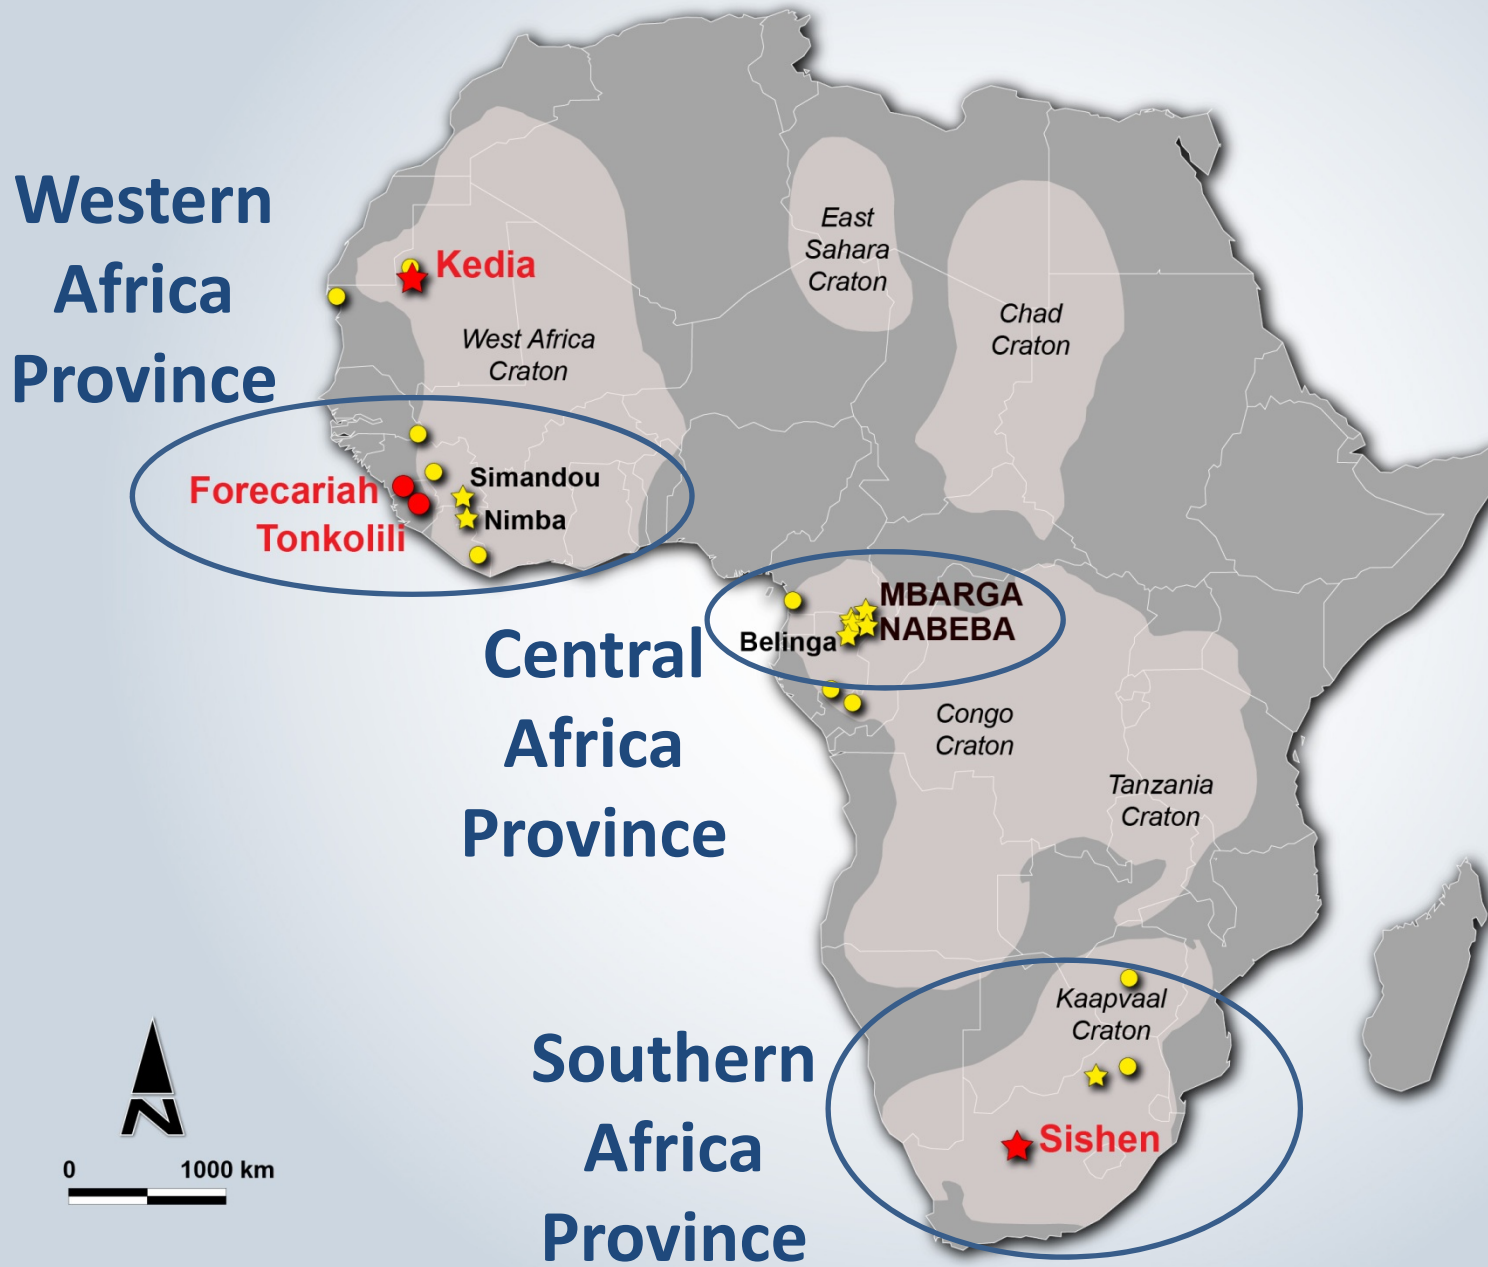 Western
Africa
Province
Kedia
West Africa
Craton
East
Sahara
Craton
Chad
Craton
Forecariah
Tonkolili
Simandou
Nimba
MBARGA
NABEBA
Belinga
Central
Africa
Province
Congo
Craton
Tanzania
Craton
Kaapvaal
Craton
Southern
Africa
Province
Sishen
N
0 1000 km